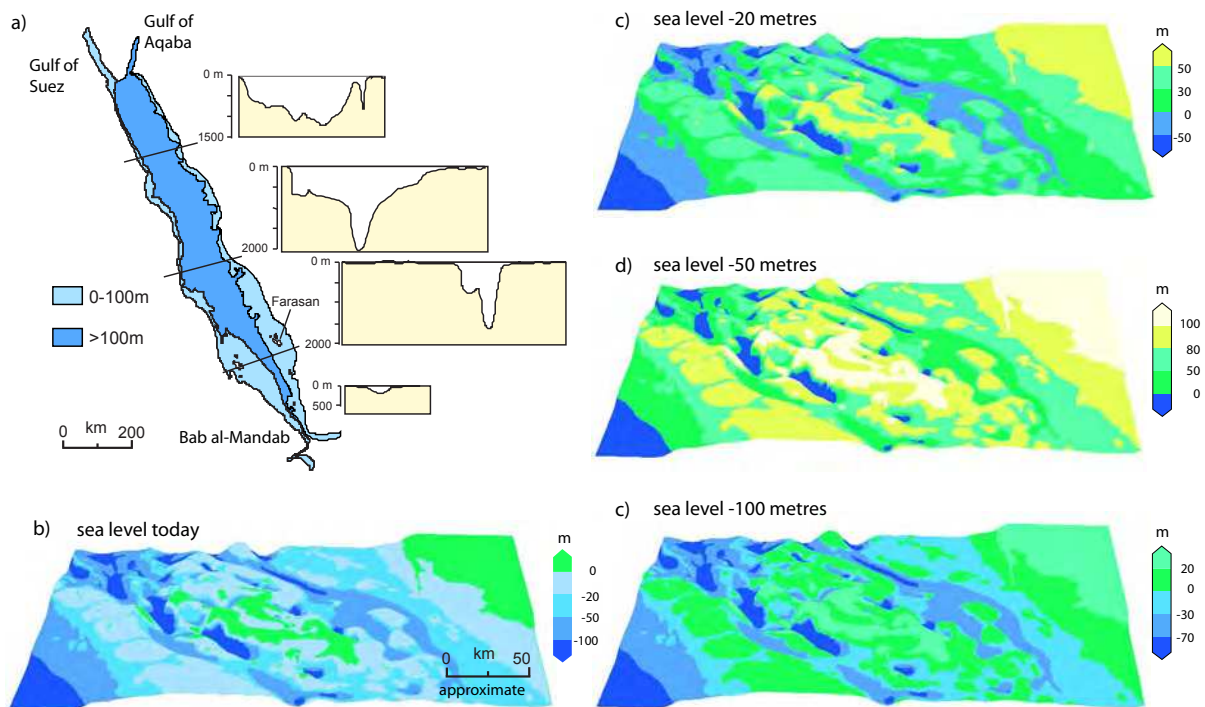 a)
Gulf of
Aqaba
Gulf of
Suez
0 m
1500
0 m
2000
0 m
2000
0 m
500
Farasan
0-100m
>100m
km
0 200
Bab al-Mandab
b) sea level today
m
0
-20
-50
-100
km
0 50
approximate
c) sea level -20 metres
m
50
30
0
-50
d) sea level -50 metres
m
100
80
50
0
c) sea level -100 metres
m
20
0
-30
-70